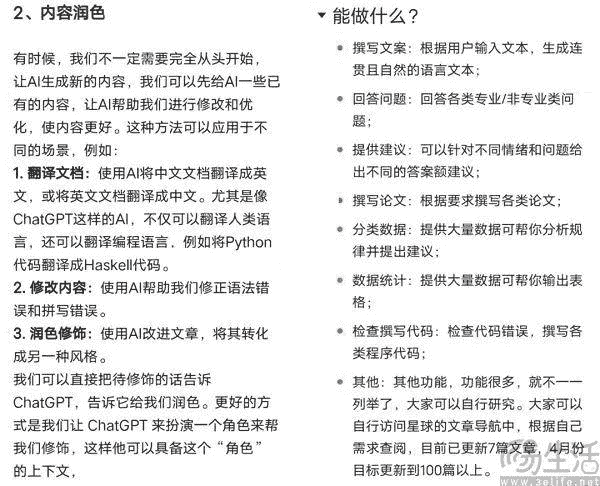 2、内容润色
有时候，我们不一定需要完全从头开始，
让AI生成新的内容，我们可以先给AI一些已
有的内容，让AI帮助我们进行修改和优
化，使内容更好。这种方法可以应用于不
同的场景，例如：
1. 翻译文档：使用AI将中文文档翻译成英
文，或将英文文档翻译成中文。尤其是像
ChatGPT这样的AI，不仅可以翻译人类语
言，还可以翻译编程语言，例如将Python
代码翻译成Haskell代码。
2. 修改内容：使用AI帮助我们修正语法错
误和拼写错误。
3. 润色修饰：使用AI改进文章，将其转化
成另一种风格。
我们可以直接把待修饰的话告诉
ChatGPT，告诉它给我们润色。更好的方
式是我们让 ChatGPT 来扮演一个角色来帮
我们修饰，这样他可以具备这个“角色”
的上下文，
▼ 能做什么？
• 撰写文案：根据用户输入文本，生成连
贯且自然的语言文本；
• 回答问题：回答各类专业/非专业类问
题；
• 提供建议：可以针对不同情绪和问题给
出不同的答案额建议；
• 撰写论文：根据要求撰写各类论文；
• 分类数据：提供大量数据可帮你分析规
律并提出建议；
• 数据统计：提供大量数据可帮你输出表
格；
• 检查撰写代码：检查代码错误，撰写各
类程序代码；
• 其他：其他功能，功能很多，就不一一
列举了，大家可以自行研究。大家可以
自行访问星球的文章导航中，根据自己
需求查阅，目前已更新7篇文章，4月份
目标更新到100篇以上。
易生活
www.3elife.net